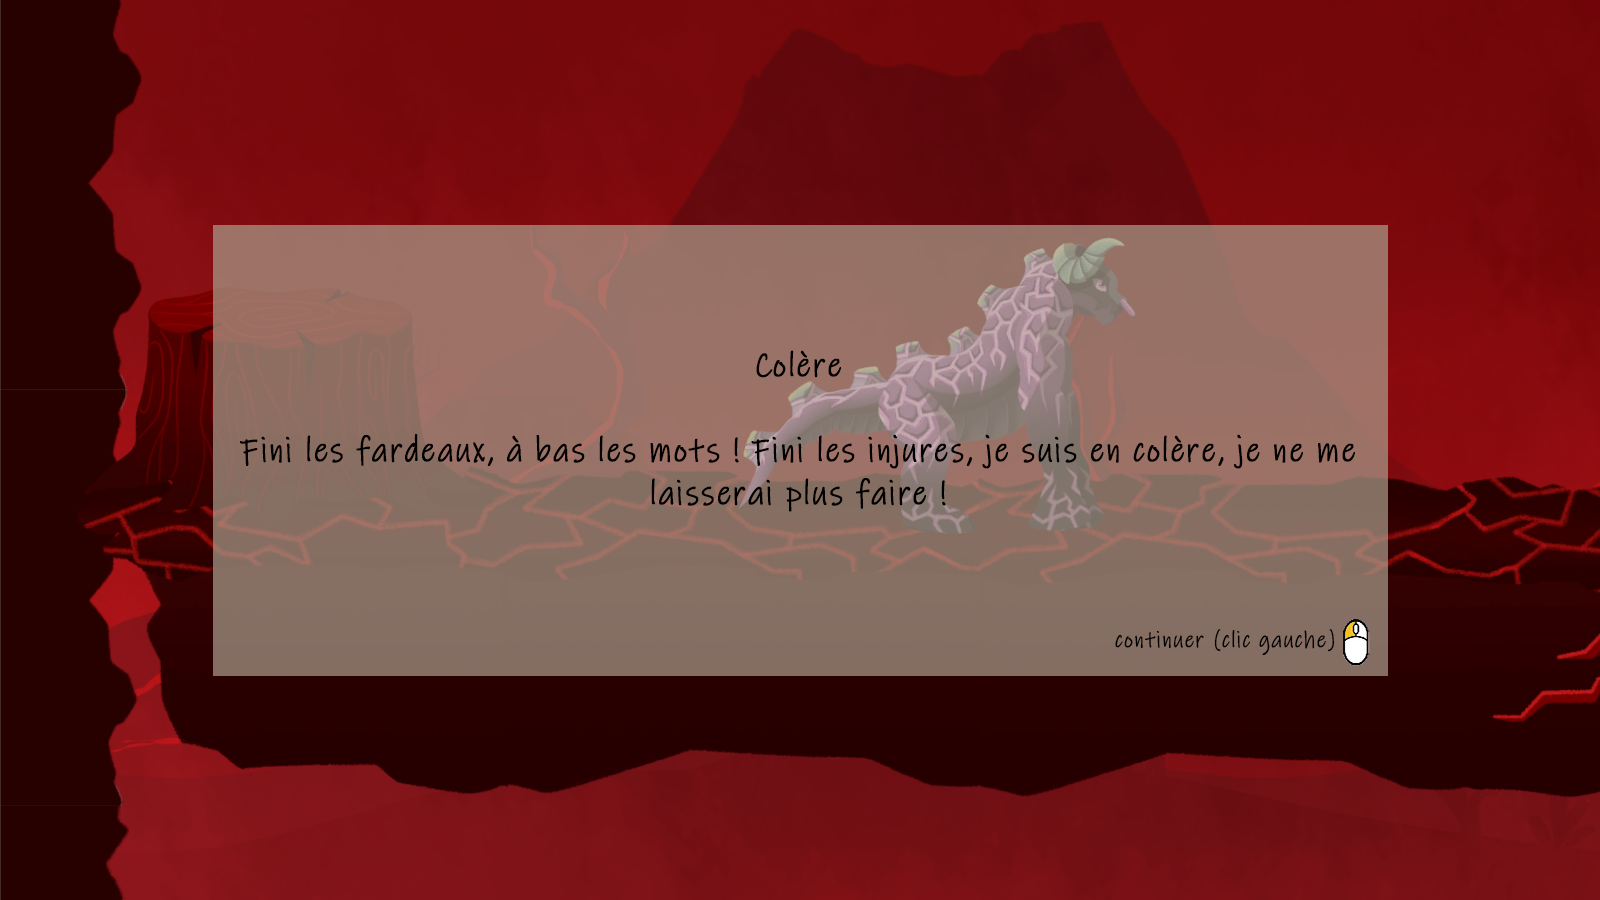 Colère
Fini les fardeaux, à bas les mots ! Fini les injures, je suis en colère, je ne me
laisserai plus faire !
continuer (clic gauche)